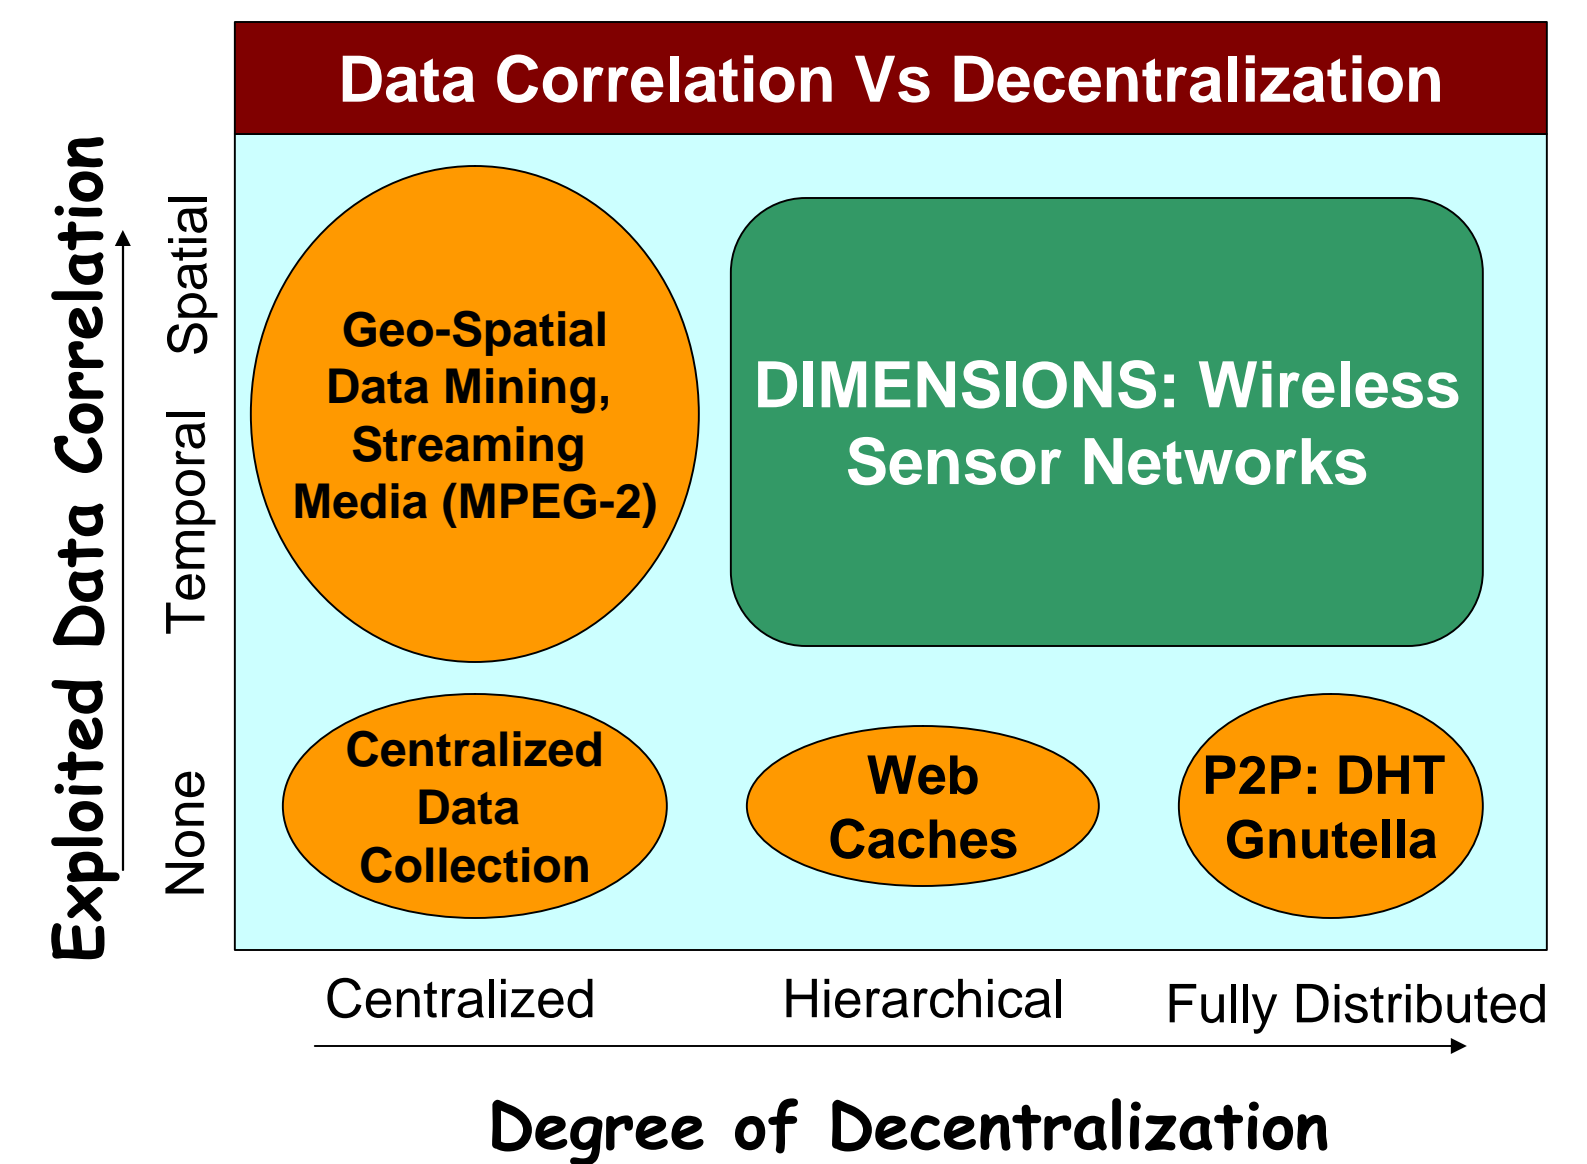 Data Correlation Vs Decentralization
Exploited Data Correlation
Spatial
Temporal
None
Geo-Spatial
Data Mining,
Streaming
Media (MPEG-2)
DIMENSIONS: Wireless
Sensor Networks
Centralized
Data
Collection
Web
Caches
P2P: DHT
Gnutella
Centralized
Hierarchical
Fully Distributed
Degree of Decentralization